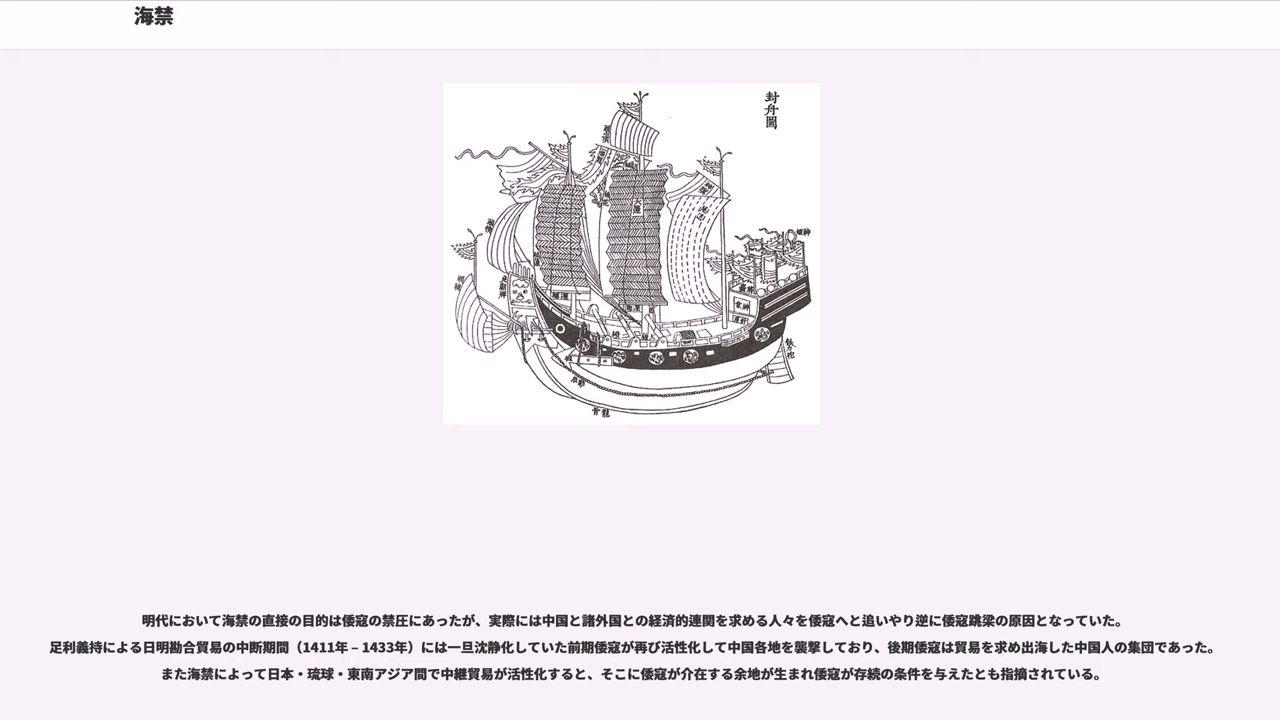 海禁
封舟圖
明代において海禁の直接の目的は倭寇の禁圧にあったが、実際には中国と諸外国との経済的連関を求める人々を倭寇へと追いやり逆に倭寇跳梁の原因となっていた。
足利義持による日明勘合貿易の中断期間（1411年 – 1433年）には一旦沈静化していた前期倭寇が再び活性化して中国各地を襲撃しており、後期倭寇は貿易を求め出海した中国人の集団であった。
また海禁によって日本・琉球・東南アジア間で中継貿易が活性化すると、そこに倭寇が介在する余地が生まれ倭寇が存続の条件を与えたとも指摘されている。